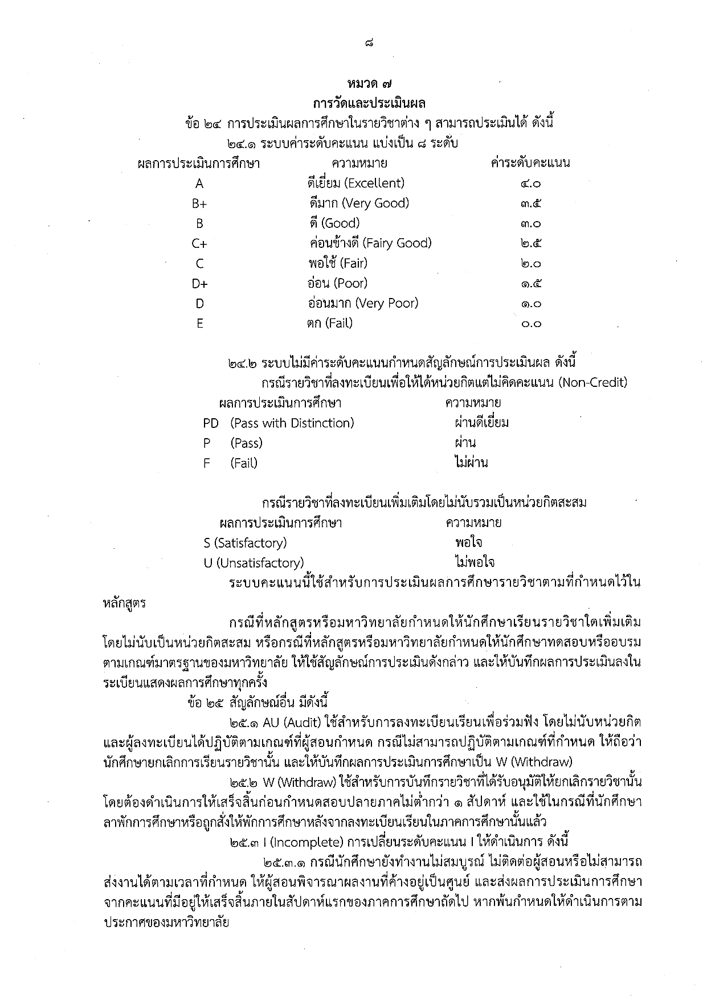 ๘
หมวด ๗
การวัดและประเมินผล
ข้อ ๒๔ การประเมินผลการศึกษาในรายวิชาต่าง ๆ สามารถประเมินได้ ดังนี้
๒๔.๑ ระบบค่าระดับคะแนน แบ่งเป็น ๘ ระดับ
ผลการประเมินการศึกษา ความหมาย ค่าระดับคะแนน
A ดีเยี่ยม (Excellent) ๔.๐
B+ ดีมาก (Very Good) ๓.๕
B ดี (Good) ๓.๐
C+ ค่อนข้างดี (Fairy Good) ๒.๕
C พอใช้ (Fair) ๒.๐
D+ อ่อน (Poor) ๑.๕
D อ่อนมาก (Very Poor) ๑.๐
E ตก (Fail) ๐.๐
๒๔.๒ ระบบไม่มีค่าระดับคะแนนกำหนดสัญลักษณ์การประเมินผล ดังนี้
กรณีรายวิชาที่ลงทะเบียนเพื่อให้ได้หน่วยกิตแต่ไม่คิดคะแนน (Non-Credit)
ผลการประเมินการศึกษา ความหมาย
PD (Pass with Distinction) ผ่านดีเยี่ยม
P (Pass) ผ่าน
F (Fail) ไม่ผ่าน
กรณีรายวิชาที่ลงทะเบียนเพิ่มเติมโดยไม่นับรวมเป็นหน่วยกิตสะสม
ผลการประเมินการศึกษา ความหมาย
S (Satisfactory) พอใจ
U (Unsatisfactory) ไม่พอใจ
ระบบคะแนนนี้ใช้สำหรับการประเมินผลการศึกษารายวิชาตามที่กำหนดไว้ใน
หลักสูตร
กรณีที่หลักสูตรหรือมหาวิทยาลัยกำหนดให้นักศึกษาเรียนรายวิชาใดเพิ่มเติม
โดยไม่นับเป็นหน่วยกิตสะสม หรือกรณีที่หลักสูตรหรือมหาวิทยาลัยกำหนดให้นักศึกษาทดสอบหรืออบรม
ตามเกณฑ์มาตรฐานของมหาวิทยาลัย ให้ใช้สัญลักษณ์การประเมินดังกล่าว และให้บันทึกผลการประเมินลงใน
ระเบียนแสดงผลการศึกษาทุกครั้ง
ข้อ ๒๕ สัญลักษณ์อื่น มีดังนี้
๒๕.๑ AU (Audit) ใช้สำหรับการลงทะเบียนเรียนเพื่อร่วมฟัง โดยไม่นับหน่วยกิต
และผู้ลงทะเบียนได้ปฏิบัติตามเกณฑ์ที่ผู้สอนกำหนด กรณีไม่สามารถปฏิบัติตามเกณฑ์ที่กำหนด ให้ถือว่า
นักศึกษายกเลิกการเรียนรายวิชานั้น และให้บันทึกผลการประเมินการศึกษาเป็น W (Withdraw)
๒๕.๒ W (Withdraw) ใช้สำหรับการบันทึกรายวิชาที่ได้รับอนุมัติให้ยกเลิกรายวิชานั้น
โดยต้องดำเนินการให้เสร็จสิ้นก่อนกำหนดสอบปลายภาคไม่ต่ำกว่า ๑ สัปดาห์ และใช้ในกรณีที่นักศึกษา
ลาพักการศึกษาหรือถูกสั่งให้พักการศึกษาหลังจากลงทะเบียนเรียนในภาคการศึกษานั้นแล้ว
๒๕.๓ I (Incomplete) การเปลี่ยนระดับคะแนน I ให้ดำเนินการ ดังนี้
๒๕.๓.๑ กรณีนักศึกษายังทำงานไม่สมบูรณ์ ไม่ติดต่อผู้สอนหรือไม่สามารถ
ส่งงานได้ตามเวลาที่กำหนด ให้ผู้สอนพิจารณาผลงานที่ค้างอยู่เป็นศูนย์ และส่งผลการประเมินการศึกษา
จากคะแนนที่มีอยู่ให้เสร็จสิ้นภายในสัปดาห์แรกของภาคการศึกษาถัดไป หากพ้นกำหนดให้ดำเนินการตาม
ประกาศของมหาวิทยาลัย